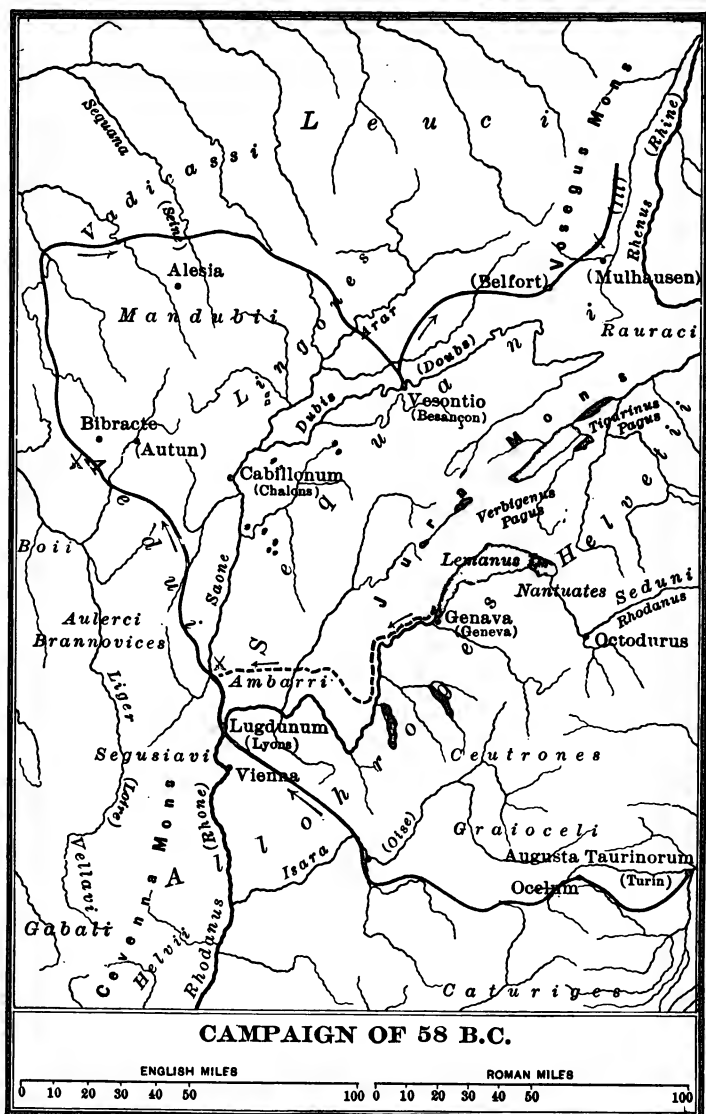 Sequana
Leuci
Vosegus Mons
(Rhine)
Vadicassi
(Seine)
(Ill)
Rhenus
Alesia
(Belfort)
(Mulhausen)
Mandubii
Lingones
Arar
Rauraci
(Doubs)
Dubis
Vesontio
(Besançon)
Bibracte
(Autun)
Sequani
Mons
Tigurinus
Pagus
X
Aedui
Cabillonum
(Chalons)
Verbigenus
Pagus
Helvetii
Boii
Saone
Jura
Lemanus
Nantuates
Seduni
Rhodanus
Aulerci
Brannovices
Genava
(Geneva)
Octodurus
X
Ambarri
Liger
Lugdunum
(Lyons)
Segusiavi
Vienna
Ceutrones
(Loire)
Cevenna Mons
(Rhone)
Allobroges
(Oise)
Graioceli
Isara
Augusta Taurinorum
(Turin)
Ocelum
Vellavi
Gabali
Helvii
Rhodanus
Caturiges
CAMPAIGN OF 58 B.C.
ENGLISH MILES ROMAN MILES
0 10 20 30 40 50 100 0 10 20 30 40 50 100